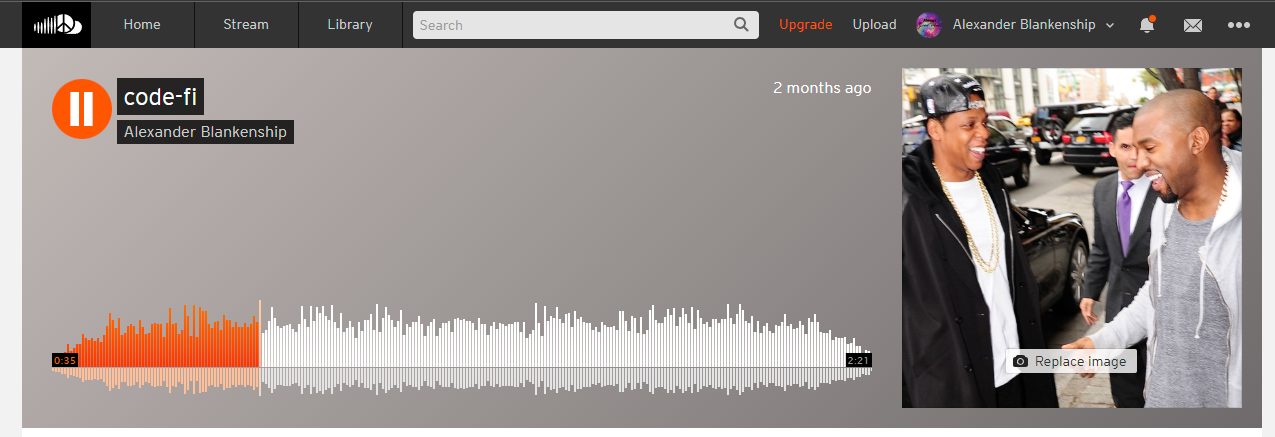 Home
Stream
Library
Search
Upgrade
Upload
Alexander Blankenship
code-fi
2 months ago
Alexander Blankenship
0:35
2:21
Replace image